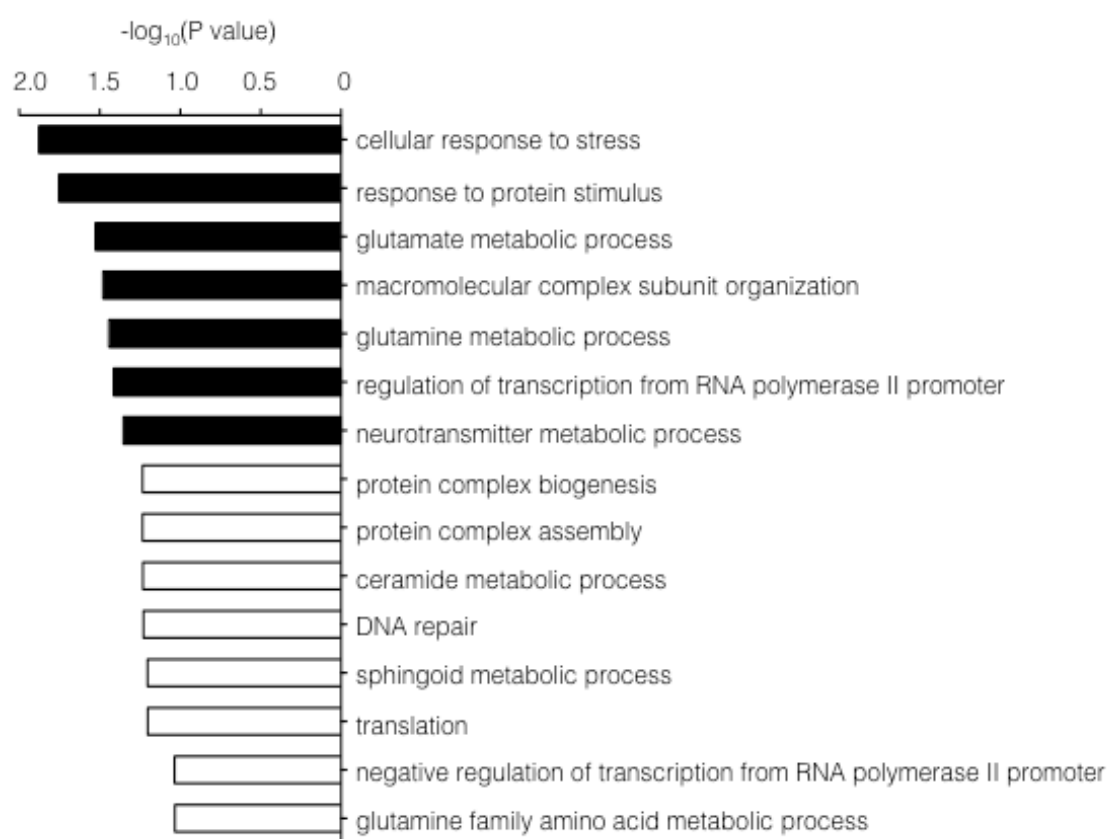 -log10(P value)
2.0 1.5 1.0 0.5 0
cellular response to stress
response to protein stimulus
glutamate metabolic process
macromolecular complex subunit organization
glutamine metabolic process
regulation of transcription from RNA polymerase II promoter
neurotransmitter metabolic process
protein complex biogenesis
protein complex assembly
ceramide metabolic process
DNA repair
sphingoid metabolic process
translation
negative regulation of transcription from RNA polymerase II promoter
glutamine family amino acid metabolic process